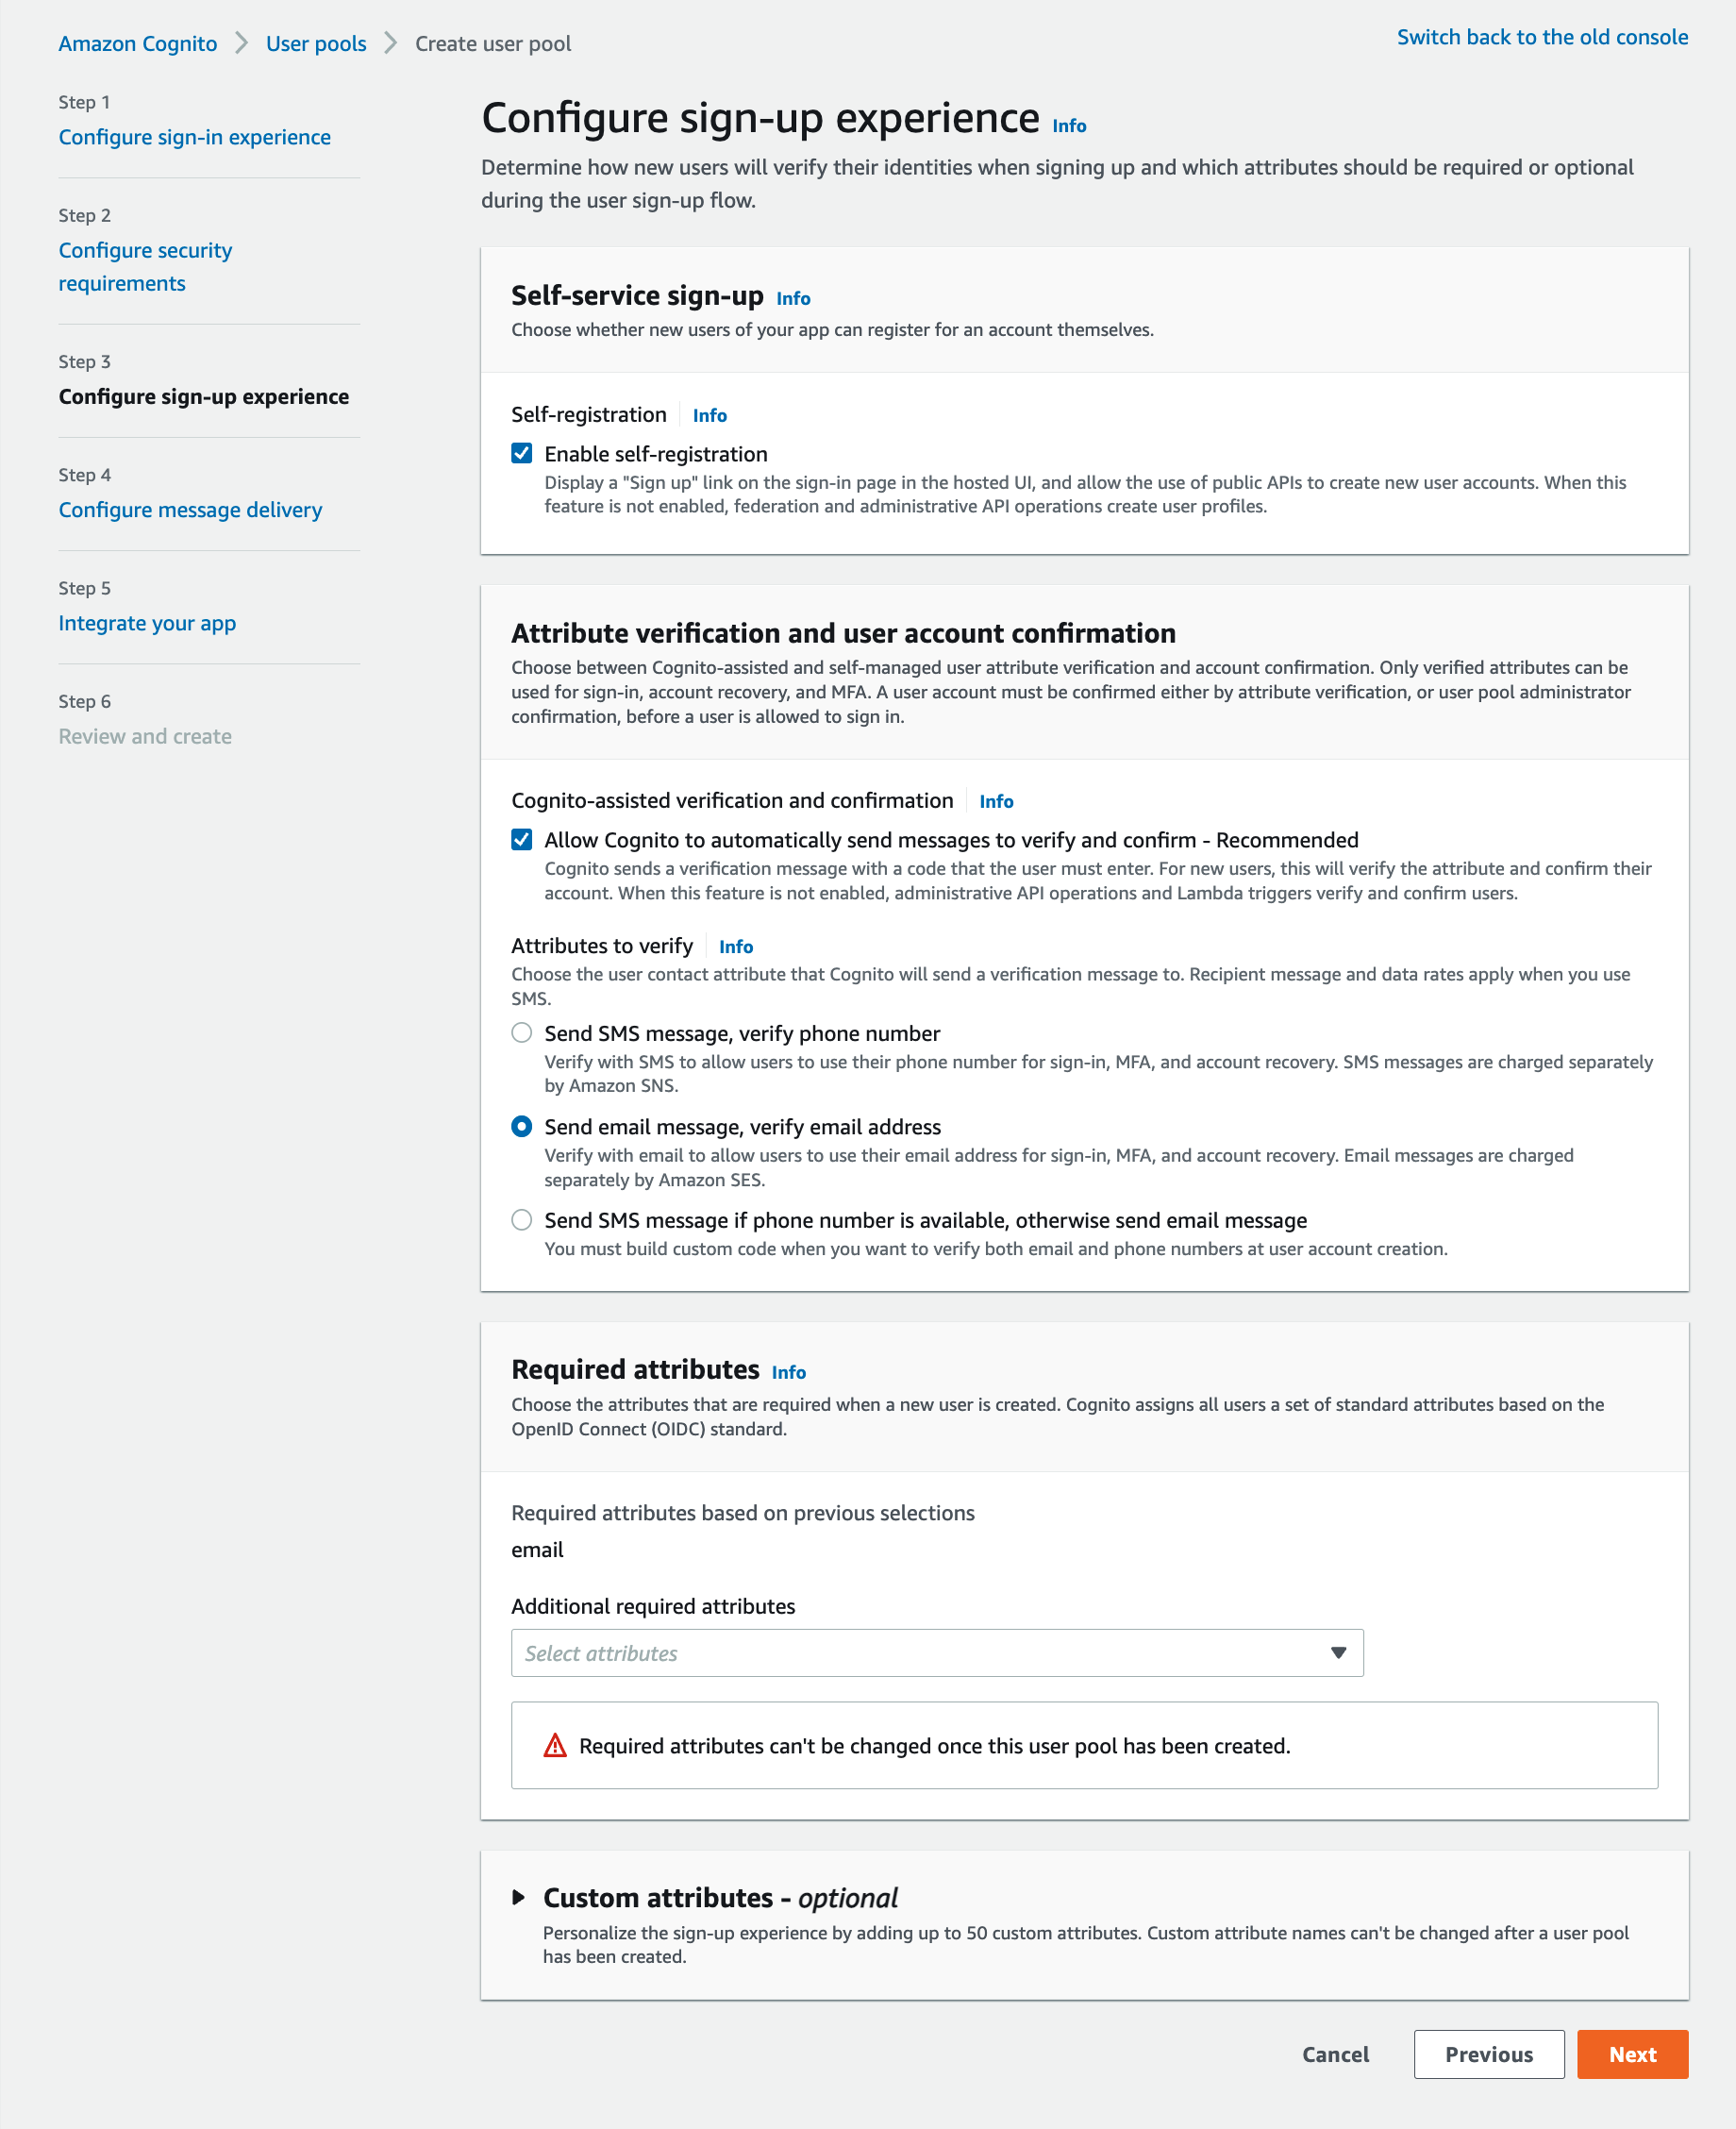 Amazon Cognito > User pools > Create user pool
Switch back to the old console
Step 1
Configure sign-in experience
Step 2
Configure security
requirements
Step 3
Configure sign-up experience
Step 4
Configure message delivery
Step 5
Integrate your app
Step 6
Review and create
Configure sign-up experience Info
Determine how new users will verify their identities when signing up and which attributes should be required or optional
during the user sign-up flow.
Self-service sign-up Info
Choose whether new users of your app can register for an account themselves.
Self-registration Info
Enable self-registration
Display a "Sign up" link on the sign-in page in the hosted UI, and allow the use of public APIs to create new user accounts. When this
feature is not enabled, federation and administrative API operations create user profiles.
Attribute verification and user account confirmation
Choose between Cognito-assisted and self-managed user attribute verification and account confirmation. Only verified attributes can be
used for sign-in, account recovery, and MFA. A user account must be confirmed either by attribute verification, or user pool administrator
confirmation, before a user is allowed to sign in.
Cognito-assisted verification and confirmation Info
Allow Cognito to automatically send messages to verify and confirm - Recommended
Cognito sends a verification message with a code that the user must enter. For new users, this will verify the attribute and confirm their
account. When this feature is not enabled, administrative API operations and Lambda triggers verify and confirm users.
Attributes to verify Info
Choose the user contact attribute that Cognito will send a verification message to. Recipient message and data rates apply when you use
SMS.
Send SMS message, verify phone number
Verify with SMS to allow users to use their phone number for sign-in, MFA, and account recovery. SMS messages are charged separately
by Amazon SNS.
Send email message, verify email address
Verify with email to allow users to use their email address for sign-in, MFA, and account recovery. Email messages are charged
separately by Amazon SES.
Send SMS message if phone number is available, otherwise send email message
You must build custom code when you want to verify both email and phone numbers at user account creation.
Required attributes Info
Choose the attributes that are required when a new user is created. Cognito assigns all users a set of standard attributes based on the
OpenID Connect (OIDC) standard.
Required attributes based on previous selections
email
Additional required attributes
Select attributes
Required attributes can't be changed once this user pool has been created.
Custom attributes - optional
Personalize the sign-up experience by adding up to 50 custom attributes. Custom attribute names can't be changed after a user pool
has been created.
Cancel
Previous
Next